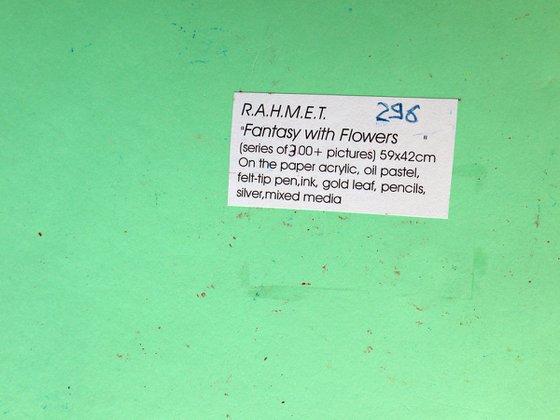 R.A.H.M.E.T. 296
"Fantasy with Flowers "
(series of 300+ pictures) 59x42cm
On the paper acrylic, oil pastel,
felt-tip pen,ink, gold leaf, pencils,
silver,mixed media